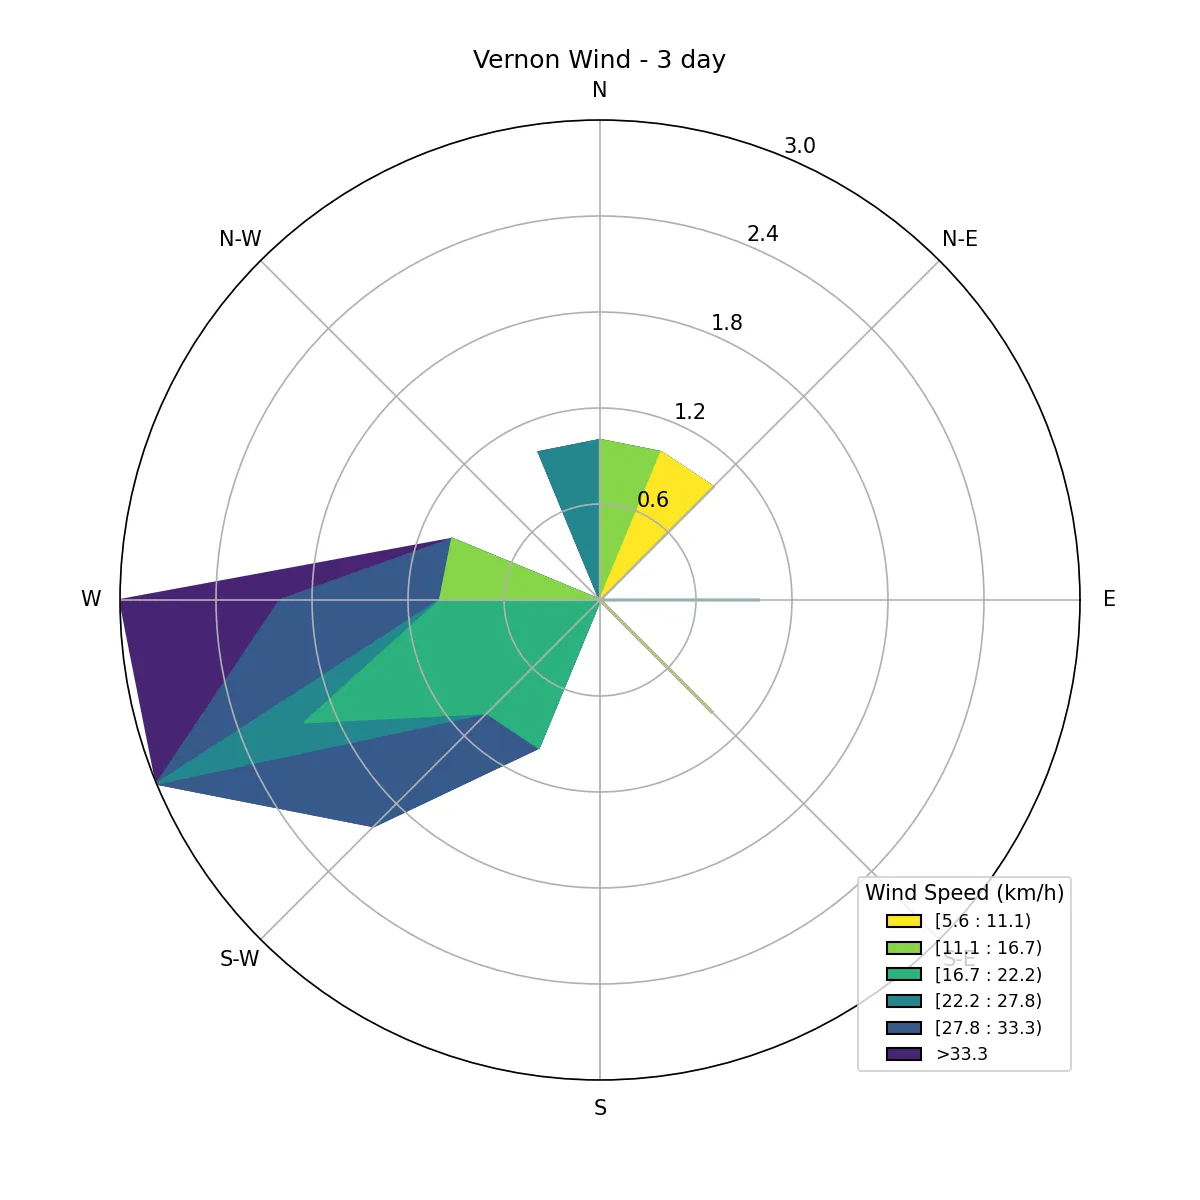 Vernon Wind - 3 day
N
3.0
N-W
2.4
N-E
1.8
1.2
0.6
W
E
S-W
S-E
S
Wind Speed (km/h)
[5.6 : 11.1)
[11.1 : 16.7)
[16.7 : 22.2)
[22.2 : 27.8)
[27.8 : 33.3)
>33.3